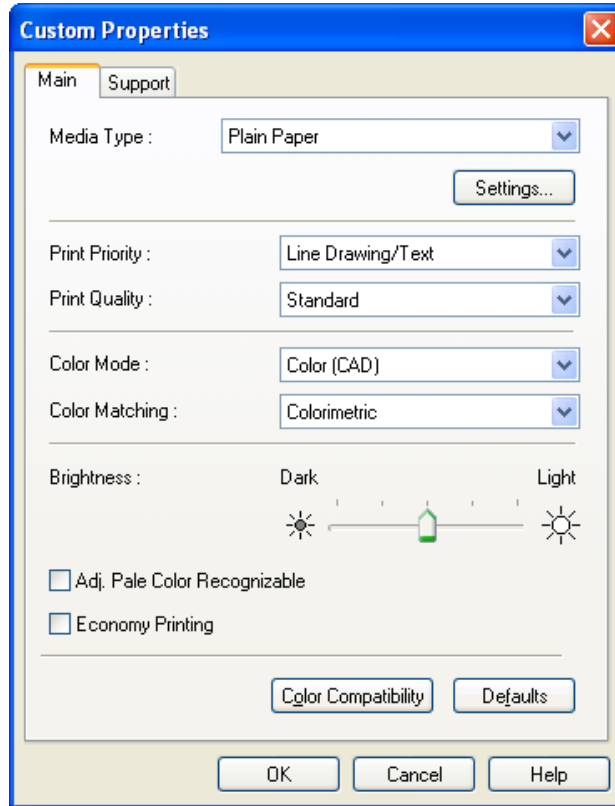 Custom Properties
Main Support
Media Type : Plain Paper
Settings...
Print Priority : Line Drawing/Text
Print Quality : Standard
Color Mode : Color (CAD)
Color Matching : Colorimetric
Brightness : Dark Light
Adj. Pale Color Recognizable
Economy Printing
Color Compatibility Defaults
OK Cancel Help